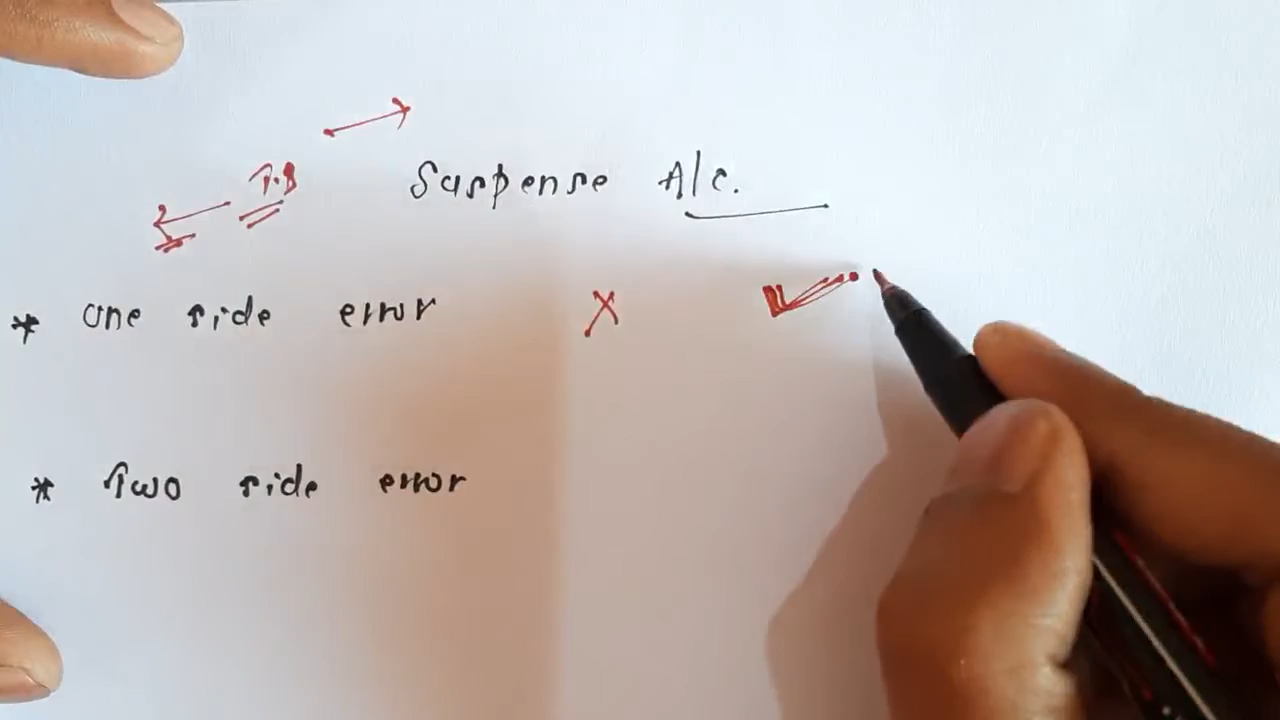 T.B
Suspense A/c.
* One side error X ✓
* Two side error